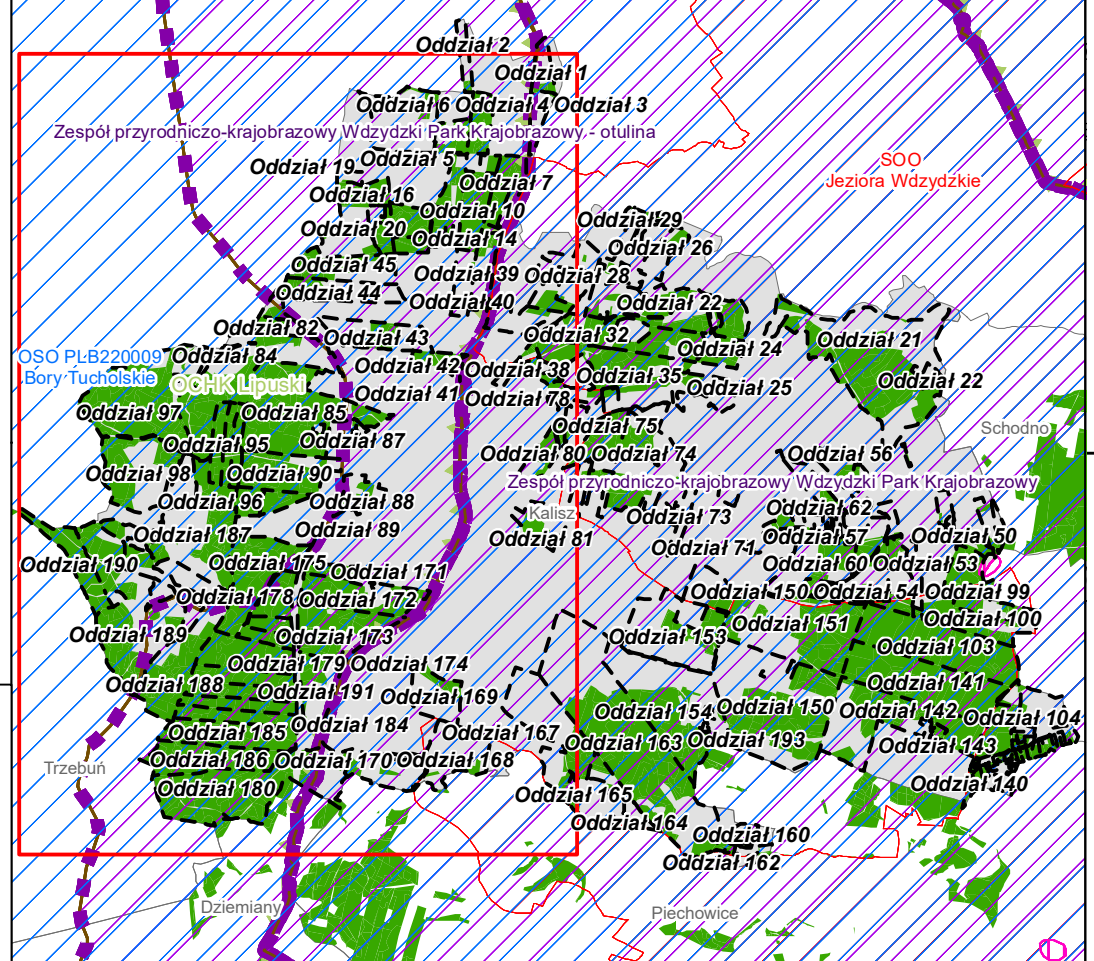 Oddział 2
Oddział 1
Oddział 6
Oddział 4
Oddział 3
Zespół przyrodniczo-krajobrazowy Wdzydzki Park Krajobrazowy - otulina
Oddział 5
Oddział 19
SOO
Jeziora Wdzydzkie
Oddział 7
Oddział 16
Oddział 10
Oddział 29
Oddział 20
Oddział 14
Oddział 26
Oddział 45
Oddział 39
Oddział 28
Oddział 44
Oddział 40
Oddział 22
Oddział 82
Oddział 43
Oddział 32
Oddział 21
Oddział 24
OSO PLB220009
Bory Tucholskie
Oddział 84
OCHK Lipuski
Oddział 42
Oddział 38
Oddział 35
Oddział 25
Oddział 22
Oddział 41
Oddział 78
Oddział 97
Oddział 85
Oddział 75
Schodno
Oddział 95
Oddział 87
Oddział 80
Oddział 74
Oddział 56
Oddział 98
Oddział 90
Zespół przyrodniczo-krajobrazowy Wdzydzki Park Krajobrazowy
Oddział 96
Oddział 88
Kalisz
Oddział 73
Oddział 62
Oddział 187
Oddział 89
Oddział 81
Oddział 71
Oddział 57
Oddział 50
Oddział 190
Oddział 175
Oddział 171
Oddział 60
Oddział 53
Oddział 178
Oddział 172
Oddział 150
Oddział 54
Oddział 99
Oddział 189
Oddział 173
Oddział 153
Oddział 151
Oddział 100
Oddział 179
Oddział 174
Oddział 103
Oddział 188
Oddział 191
Oddział 169
Oddział 141
Oddział 185
Oddział 184
Oddział 167
Oddział 154
Oddział 150
Oddział 142
Oddział 104
Oddział 186
Oddział 170
Oddział 168
Oddział 163
Oddział 193
Oddział 143
Trzebuń
Oddział 180
Oddział 165
Oddział 140
Oddział 164
Oddział 160
Oddział 162
Dziemiany
Piechowice